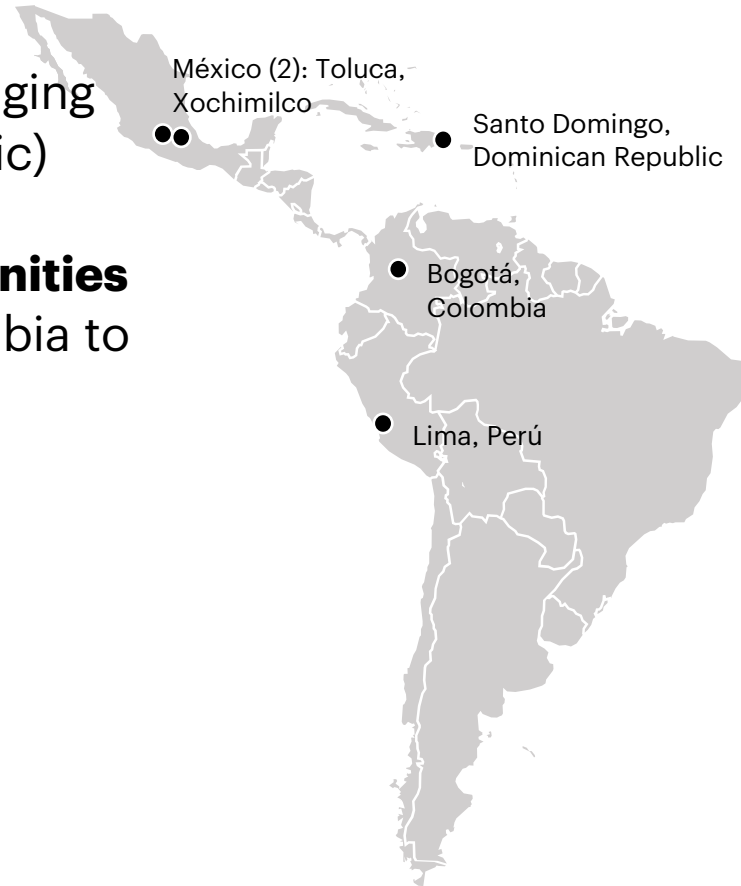 México (2): Toluca,
Xochimilco
ging
ic)
Santo Domingo,
Dominican Republic
nities
bia to
Bogotá,
Colombia
Lima, Perú